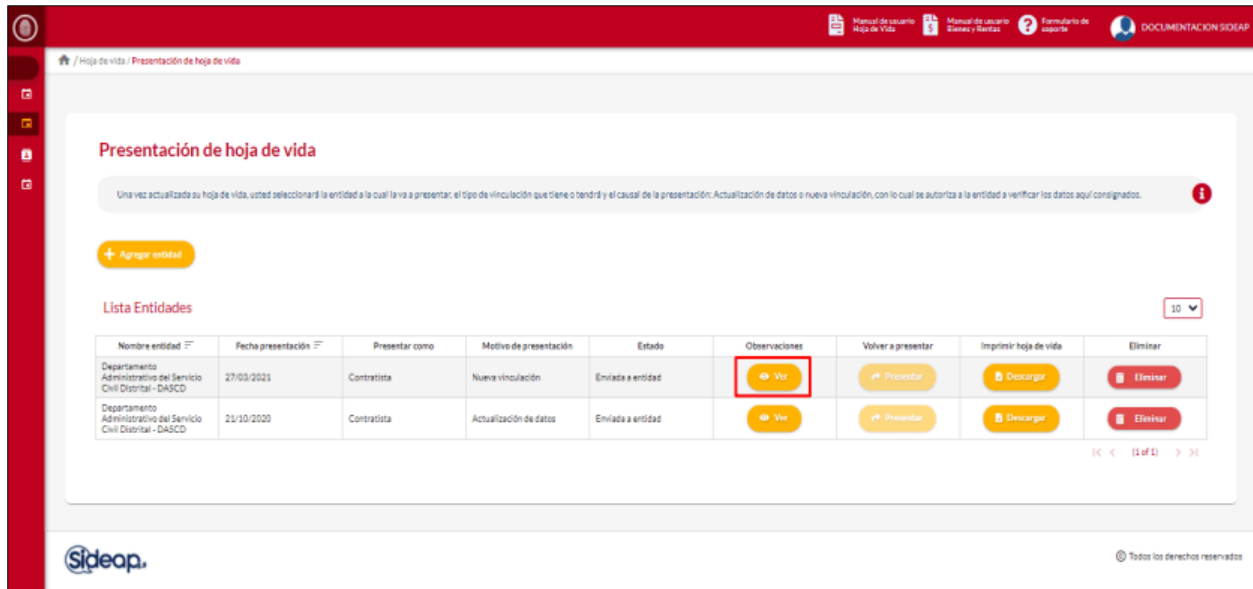 Manual de usuario
Hoja de Vida
Manual de usuario
Bienes y Rentas
Formulario de
soporte
DOCUMENTACION SIDEAP
/ Hoja de vida / Presentación de hoja de vida
Presentación de hoja de vida
Una vez actualizada su hoja de vida, usted seleccionará la entidad a la cual la va a presentar, el tipo de vinculación que tiene o tendrá y el causal de la presentación: Actualización de datos o nueva vinculación, con lo cual se autoriza a la entidad a verificar los datos aquí consignados.
+ Agregar entidad
Lista Entidades
10
Nombre entidad Fecha presentación Presentar como Motivo de presentación Estado Observaciones Volver a presentar Imprimir hoja de vida Eliminar
Departamento
Administrativo del Servicio
Civil Distrital - DASCD
27/03/2021 Contratista Nueva vinculación Enviada a entidad Ver Presentar Descargar Eliminar
Departamento
Administrativo del Servicio
Civil Distrital - DASCD
21/10/2020 Contratista Actualización de datos Enviada a entidad Ver Presentar Descargar Eliminar
(1 of 1)
Sideap.
© Todos los derechos reservados